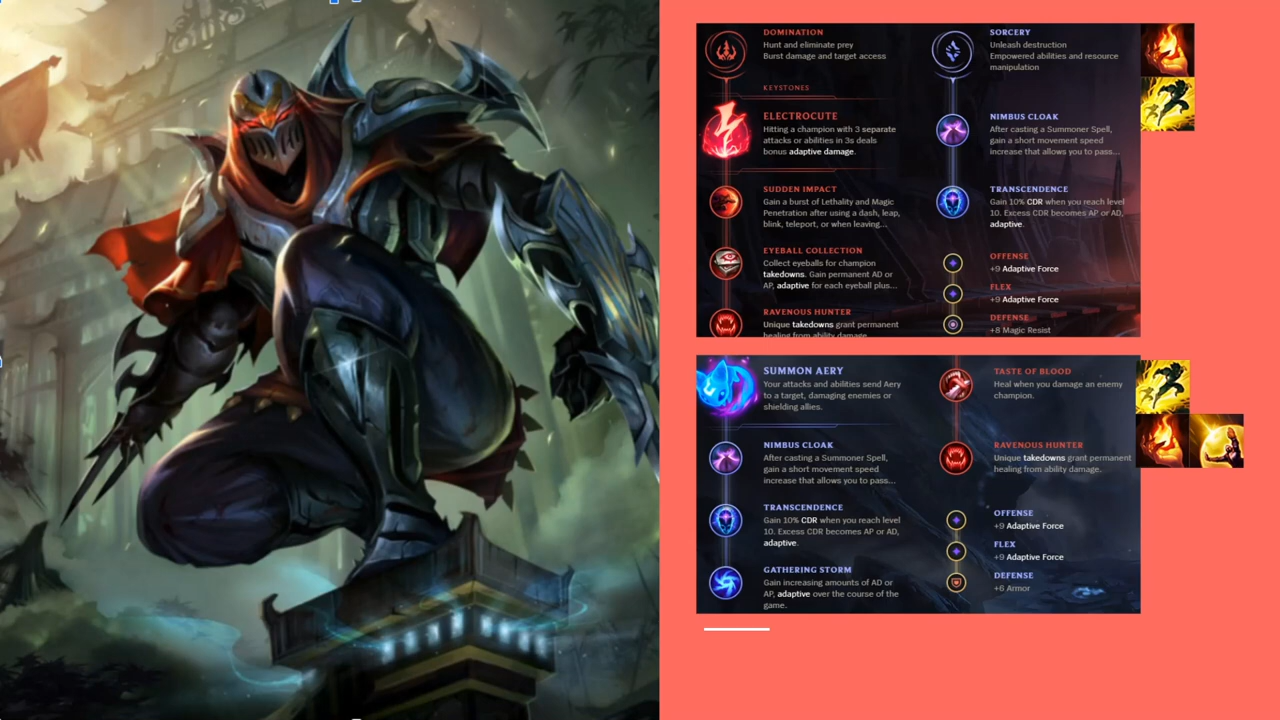 DOMINATION
Hunt and eliminate prey
Burst damage and target access
KEYSTONES
ELECTROCUTE
Hitting a champion with 3 separate
attacks or abilities in 3s deals
bonus adaptive damage.
SUDDEN IMPACT
Gain a burst of Lethality and Magic
Penetration after using a dash, leap,
blink, teleport, or when leaving...
EYEBALL COLLECTION
Collect eyeballs for champion
takedowns. Gain permanent AD or
AP, adaptive for each eyeball plus...
RAVENOUS HUNTER
Unique takedowns grant permanent
healing from ability damage
SORCERY
Unleash destruction
Empowered abilities and resource
manipulation
NIMBUS CLOAK
After casting a Summoner Spell,
gain a short movement speed
increase that allows you to pass...
TRANSCENDENCE
Gain 10% CDR when you reach level
10. Excess CDR becomes AP or AD,
adaptive.
OFFENSE
+9 Adaptive Force
FLEX
+9 Adaptive Force
DEFENSE
+8 Magic Resist
SUMMON AERY
Your attacks and abilities send Aery
to a target, damaging enemies or
shielding allies.
NIMBUS CLOAK
After casting a Summoner Spell,
gain a short movement speed
increase that allows you to pass...
TRANSCENDENCE
Gain 10% CDR when you reach level
10. Excess CDR becomes AP or AD,
adaptive.
GATHERING STORM
Gain increasing amounts of AD or
AP, adaptive over the course of the
game.
TASTE OF BLOOD
Heal when you damage an enemy
champion.
RAVENOUS HUNTER
Unique takedowns grant permanent
healing from ability damage.
OFFENSE
+9 Adaptive Force
FLEX
+9 Adaptive Force
DEFENSE
+6 Armor